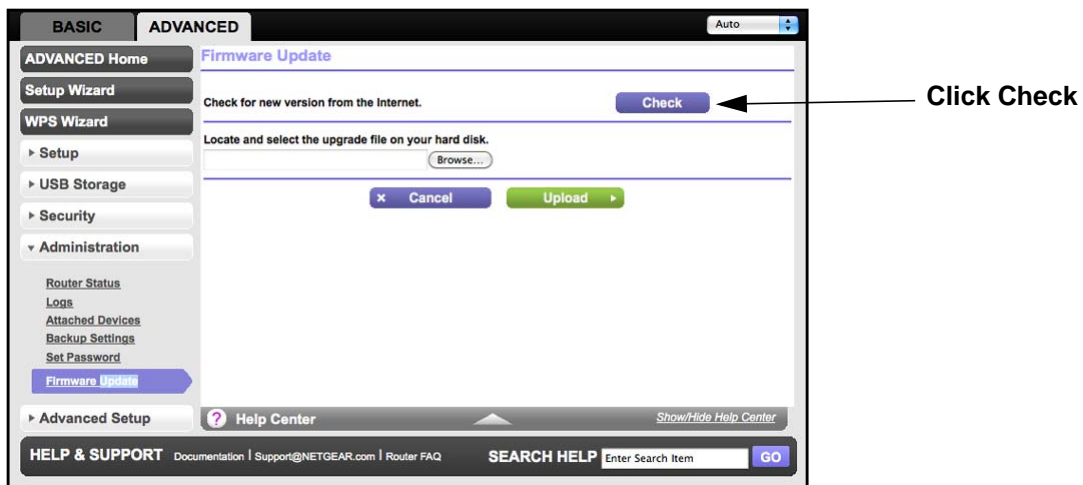 BASIC ADVANCED Auto
ADVANCED Home
Setup Wizard
WPS Wizard
▸ Setup
▸ USB Storage
▸ Security
▾ Administration
Router Status
Logs
Attached Devices
Backup Settings
Set Password
Firmware Update
▸ Advanced Setup
Firmware Update
Check for new version from the Internet. Check
Click Check
Locate and select the upgrade file on your hard disk.
Browse...
× Cancel Upload ▸
? Help Center Show/Hide Help Center
HELP & SUPPORT Documentation | Support@NETGEAR.com | Router FAQ SEARCH HELP Enter Search Item GO